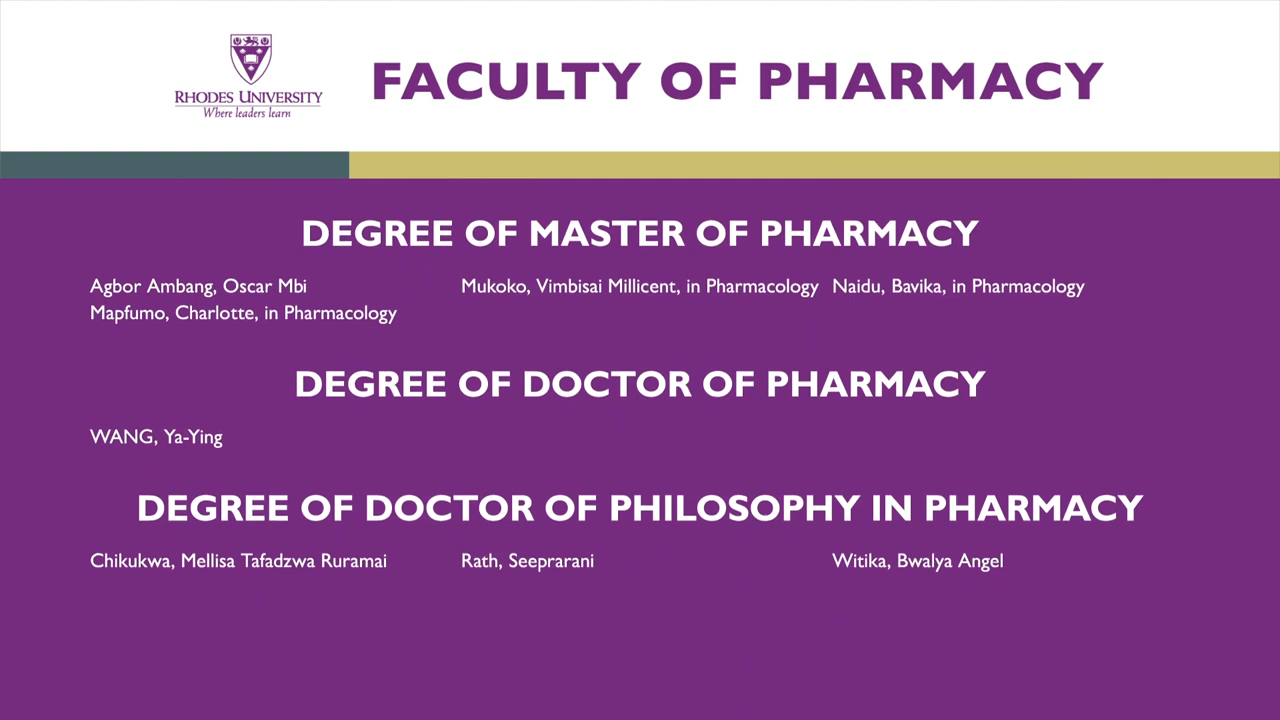 RHODES UNIVERSITY
Where leaders learn
FACULTY OF PHARMACY
DEGREE OF MASTER OF PHARMACY
Agbor Ambang, Oscar Mbi
Mukoko, Vimbisai Millicent, in Pharmacology
Naidu, Bavika, in Pharmacology
Mapfumo, Charlotte, in Pharmacology
DEGREE OF DOCTOR OF PHARMACY
WANG, Ya-Ying
DEGREE OF DOCTOR OF PHILOSOPHY IN PHARMACY
Chikukwa, Mellisa Tafadzwa Ruramai
Rath, Seeprarani
Witika, Bwalya Angel